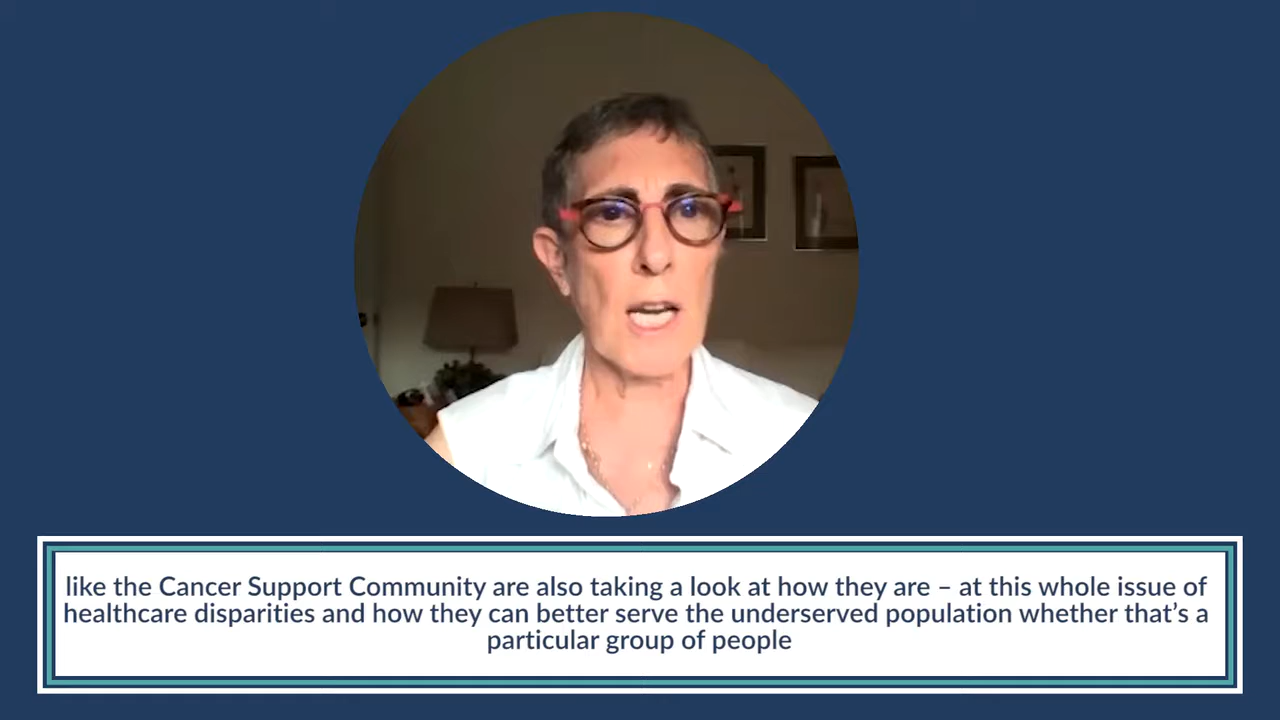 like the Cancer Support Community are also taking a look at how they are – at this whole issue of
healthcare disparities and how they can better serve the underserved population whether that’s a
particular group of people